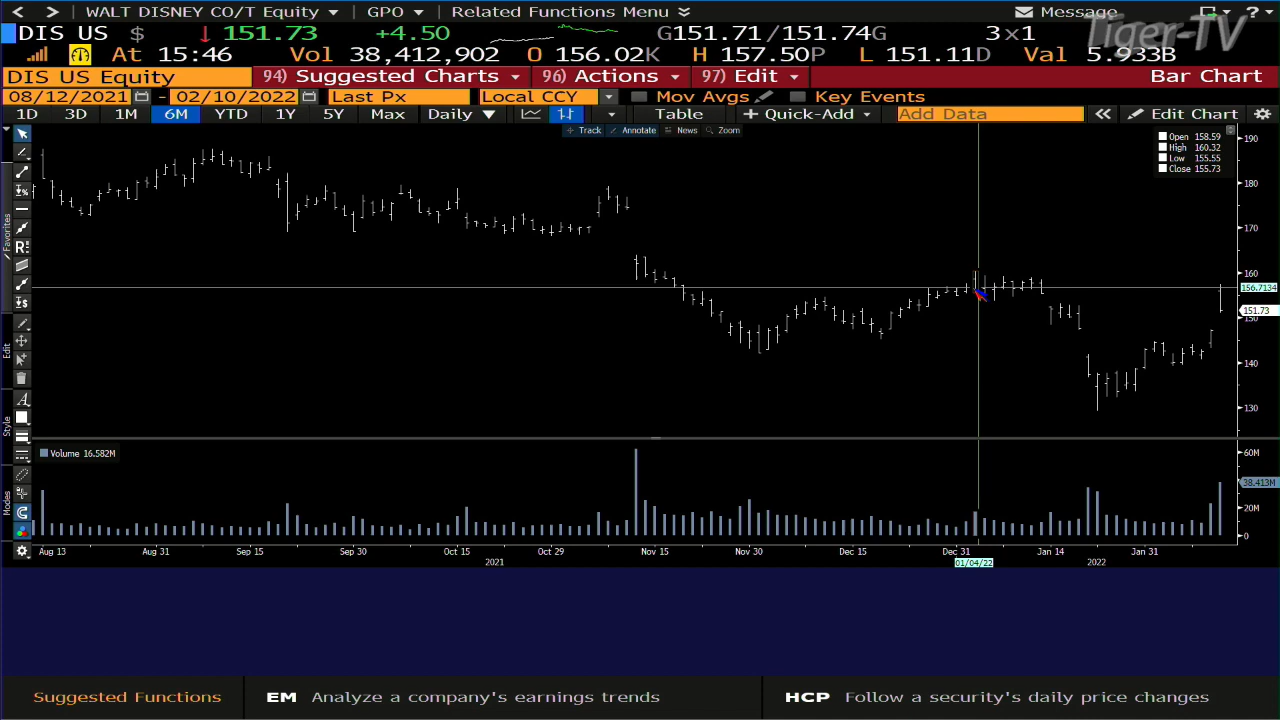 WALT DISNEY CO/T Equity GPO Related Functions Menu Message ?
Tiger-TV
DIS US $ 151.73 +4.50 G151.71/151.74G 3×1
At 15:46 Vol 38,412,902 O 156.02K H 157.50P L 151.11D Val 5.933B
DIS US Equity 94) Suggested Charts 96) Actions 97) Edit Bar Chart
08/12/2021 - 02/10/2022 Last Px Local CCY Mov Avgs Key Events
1D 3D 1M 6M YTD 1Y 5Y Max Daily Table + Quick-Add Add Data « Edit Chart
Track Annotate News Zoom
Open 158.59
High 160.32
Low 155.55
Close 155.73
190
180
170
160
156.7134
151.73
150
140
130
Favorites
Edit
Style
Modes
Volume 16.582M
60M
38.413M
20M
0
Aug 13 Aug 31 Sep 15 Sep 30 Oct 15 Oct 29 Nov 15 Nov 30 Dec 15 Dec 31 Jan 14 Jan 31
2021 01/04/22 2022
Suggested Functions EM Analyze a company's earnings trends HCP Follow a security's daily price changes